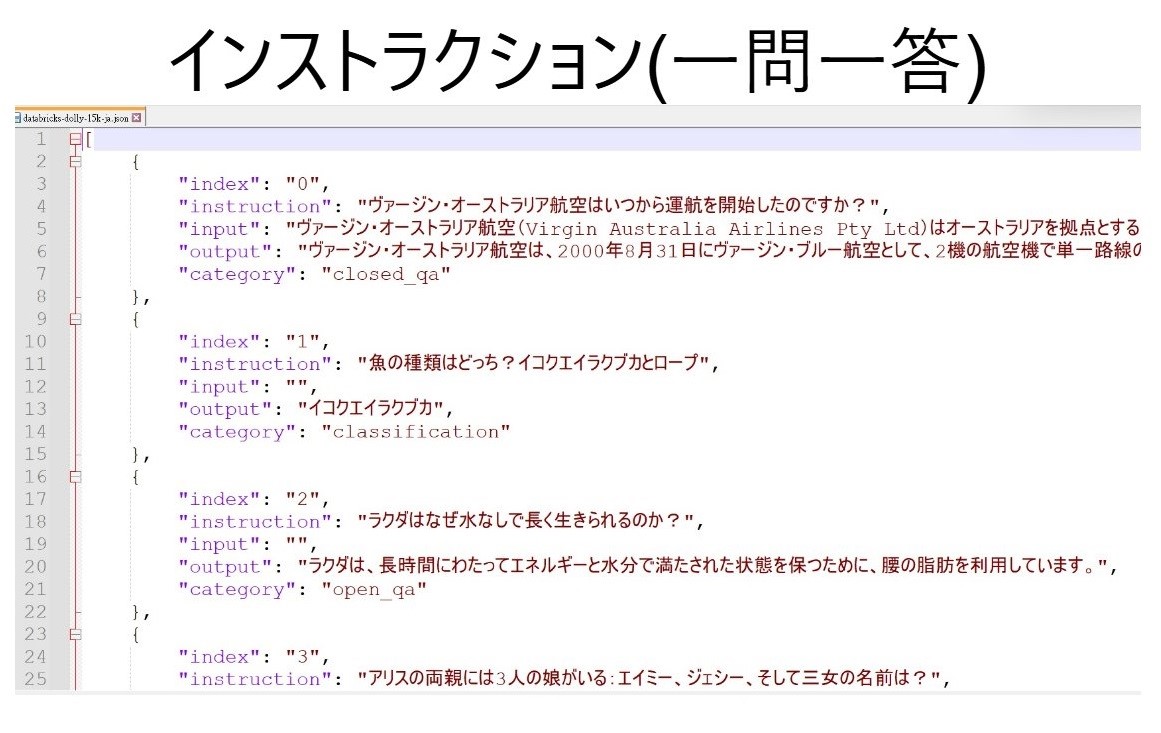 インストラクション(一問一答)
databricks-dolly-15k-ja.json
1 [
2 {
3 "index": "0",
4 "instruction": "ヴァージン・オーストラリア航空はいつから運航を開始したのですか？",
5 "input": "ヴァージン・オーストラリア航空(Virgin Australia Airlines Pty Ltd)はオーストラリアを拠点とする
6 "output": "ヴァージン・オーストラリア航空は、2000年8月31日にヴァージン・ブルー航空として、2機の航空機で単一路線の
7 "category": "closed_qa"
8 },
9 {
10 "index": "1",
11 "instruction": "魚の種類はどっち？イコクエイラクブカとロープ",
12 "input": "",
13 "output": "イコクエイラクブカ",
14 "category": "classification"
15 },
16 {
17 "index": "2",
18 "instruction": "ラクダはなぜ水なしで長く生きられるのか？",
19 "input": "",
20 "output": "ラクダは、長時間にわたってエネルギーと水分で満たされた状態を保つために、腰の脂肪を利用しています。",
21 "category": "open_qa"
22 },
23 {
24 "index": "3",
25 "instruction": "アリスの両親には3人の娘がいる：エイミー、ジェシー、そして三女の名前は？",